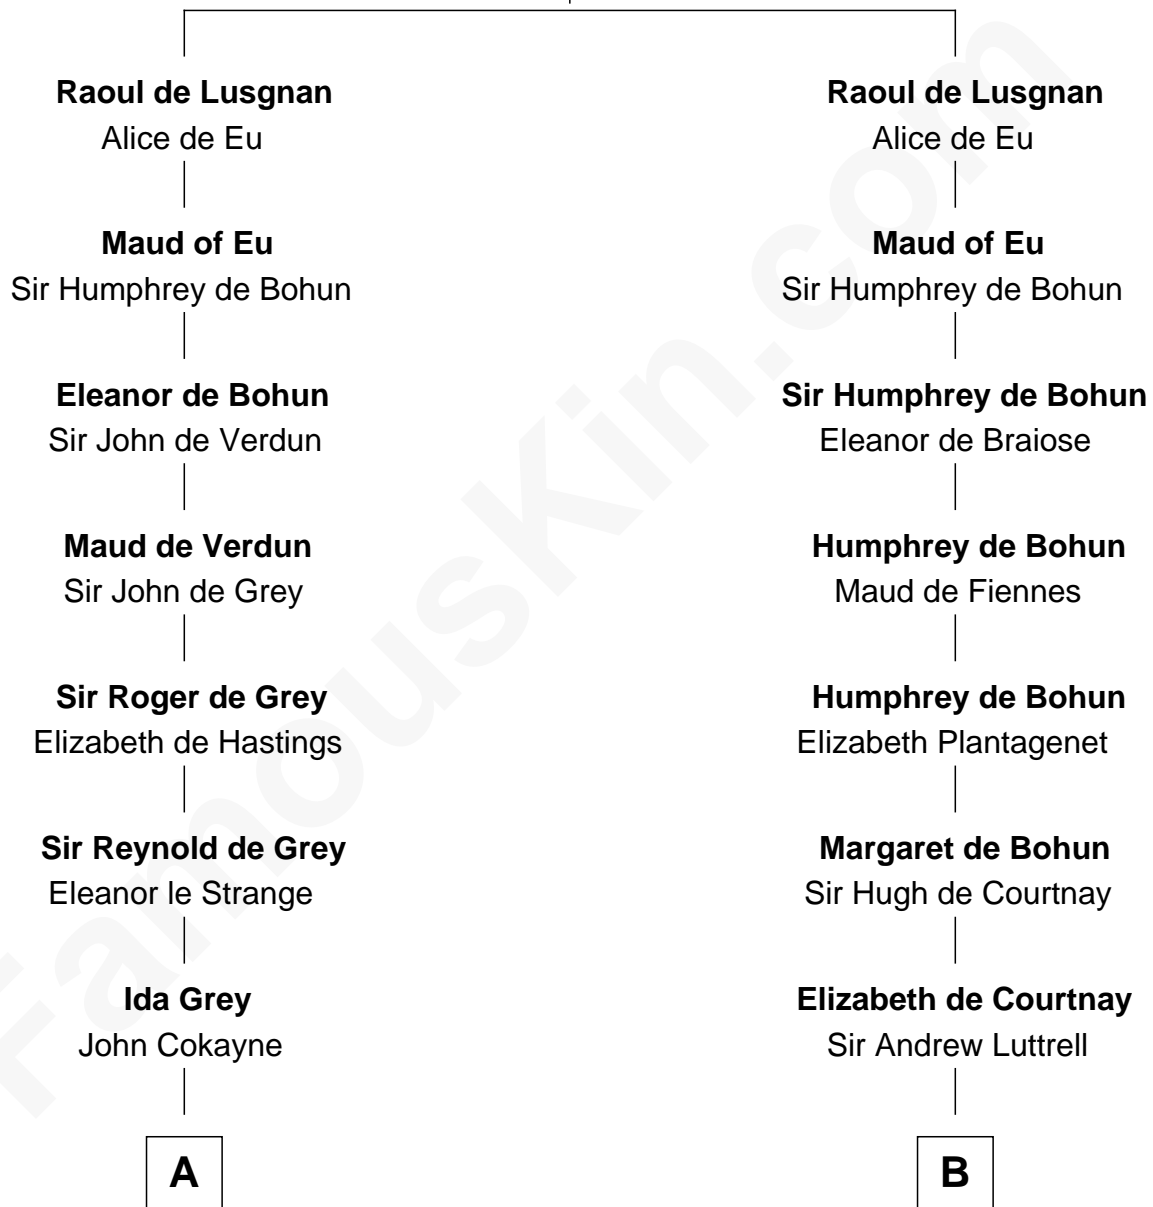 Raoul de Lusgnan
Alice de Eu
Raoul de Lusgnan
Alice de Eu
Maud of Eu
Sir Humphrey de Bohun
Maud of Eu
Sir Humphrey de Bohun
Eleanor de Bohun
Sir John de Verdun
Sir Humphrey de Bohun
Eleanor de Braiose
Maud de Verdun
Sir John de Grey
Humphrey de Bohun
Maud de Fiennes
Sir Roger de Grey
Elizabeth de Hastings
Humphrey de Bohun
Elizabeth Plantagenet
Sir Reynold de Grey
Eleanor le Strange
Margaret de Bohun
Sir Hugh de Courtnay
Ida Grey
John Cokayne
Elizabeth de Courtnay
Sir Andrew Luttrell
A
B
FamousKin.com